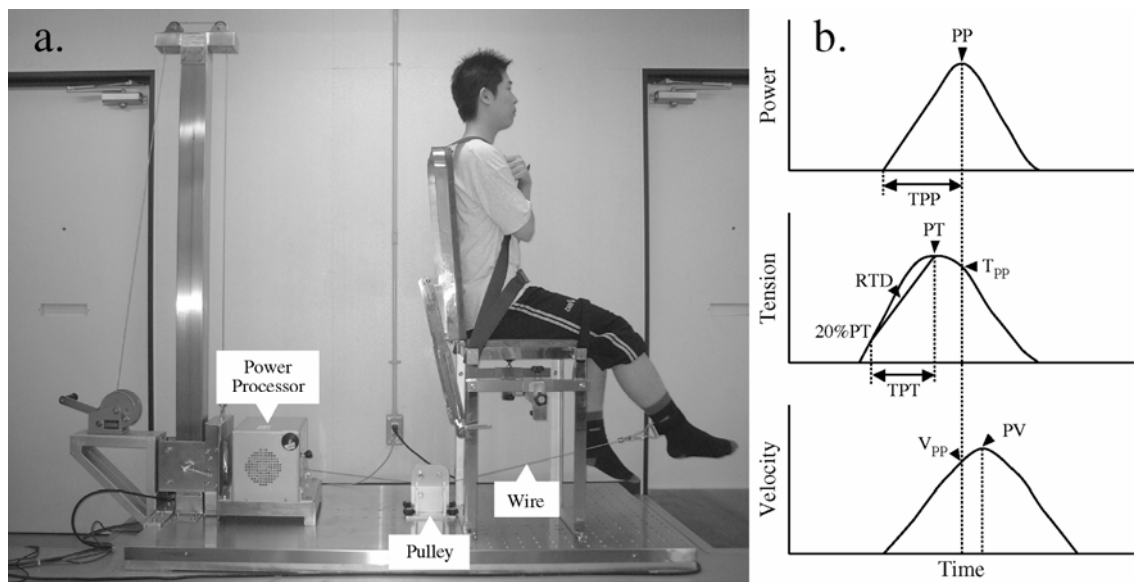 a.
Power
Processor
Wire
Pulley
b.
PP
Power
TPP
PT
Tpp
RTD
Tension
20%PT
TPT
PV
Vpp
Velocity
Time